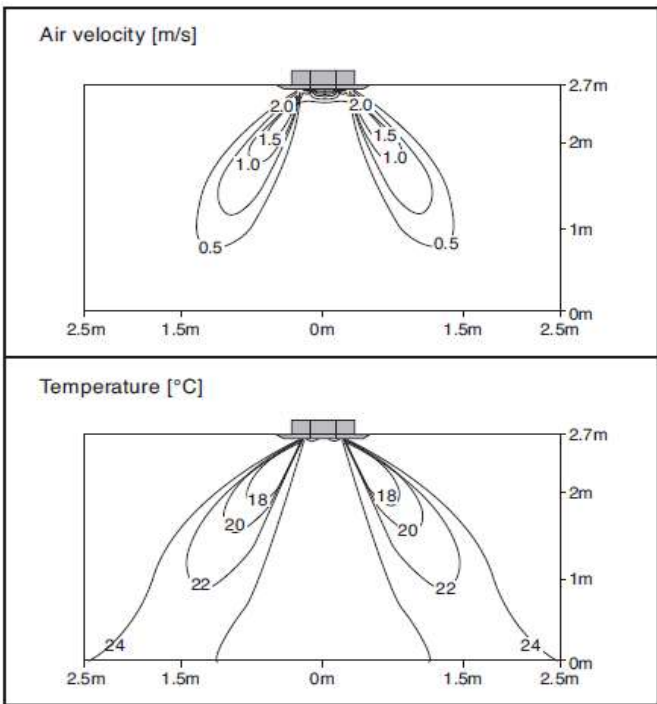 Air velocity [m/s]
2.7m
2.0 2.0
1.5 1.5
2m
1.0 1.0
1m
0.5 0.5
0m
2.5m 1.5m 0m 1.5m 2.5m
Temperature [°C]
2.7m
18 18
2m
20 20
22 22
1m
24 24
0m
2.5m 1.5m 0m 1.5m 2.5m